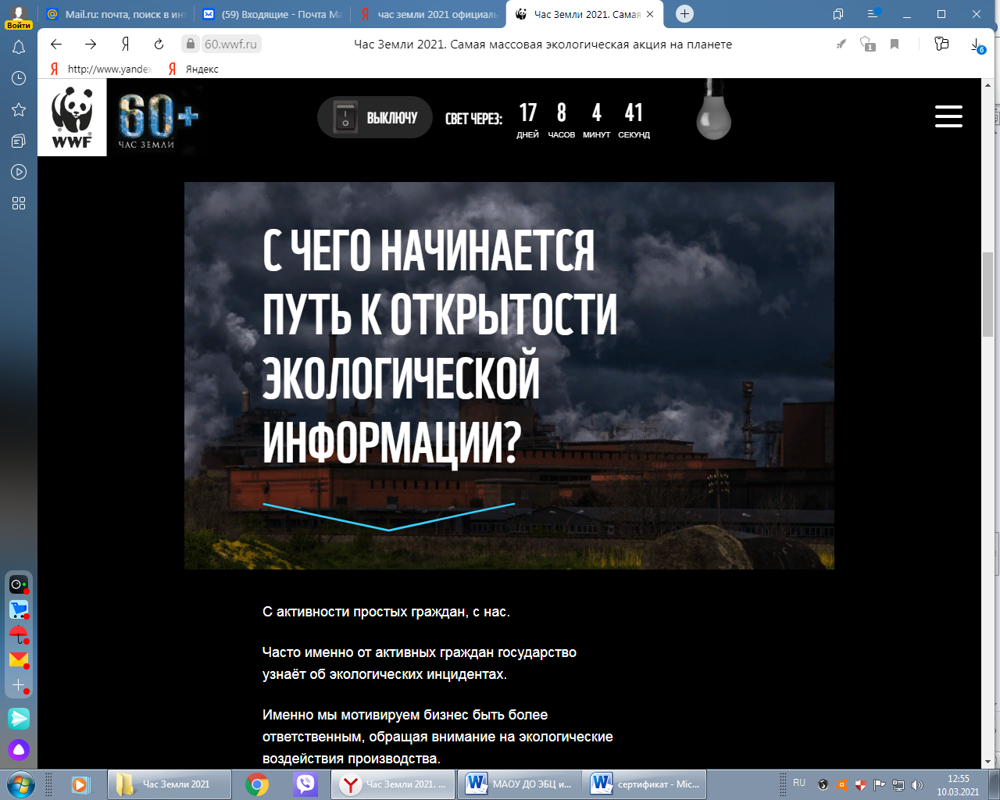 Mail.ru: почта, поиск в инт
(59) Входящие - Почта Ma
час земли 2021 официаль
Час Земли 2021. Самая
Войти
60.wwf.ru
Час Земли 2021. Самая массовая экологическая акция на планете
1
6
http://www.yandex
Яндекс
WWF
60+
ЧАС ЗЕМЛИ
ВЫКЛЮЧУ
СВЕТ ЧЕРЕЗ:
17 8 4 41
ДНЕЙ ЧАСОВ МИНУТ СЕКУНД
С ЧЕГО НАЧИНАЕТСЯ
ПУТЬ К ОТКРЫТОСТИ
ЭКОЛОГИЧЕСКОЙ
ИНФОРМАЦИИ?
С активности простых граждан, с нас.
Часто именно от активных граждан государство
узнаёт об экологических инцидентах.
Именно мы мотивируем бизнес быть более
ответственным, обращая внимание на экологические
воздействия производства.
Час Земли 2021
Час Земли 2021. ...
МАОУ ДО ЭБЦ и...
сертификат - Mic...
RU
12:55
10.03.2021